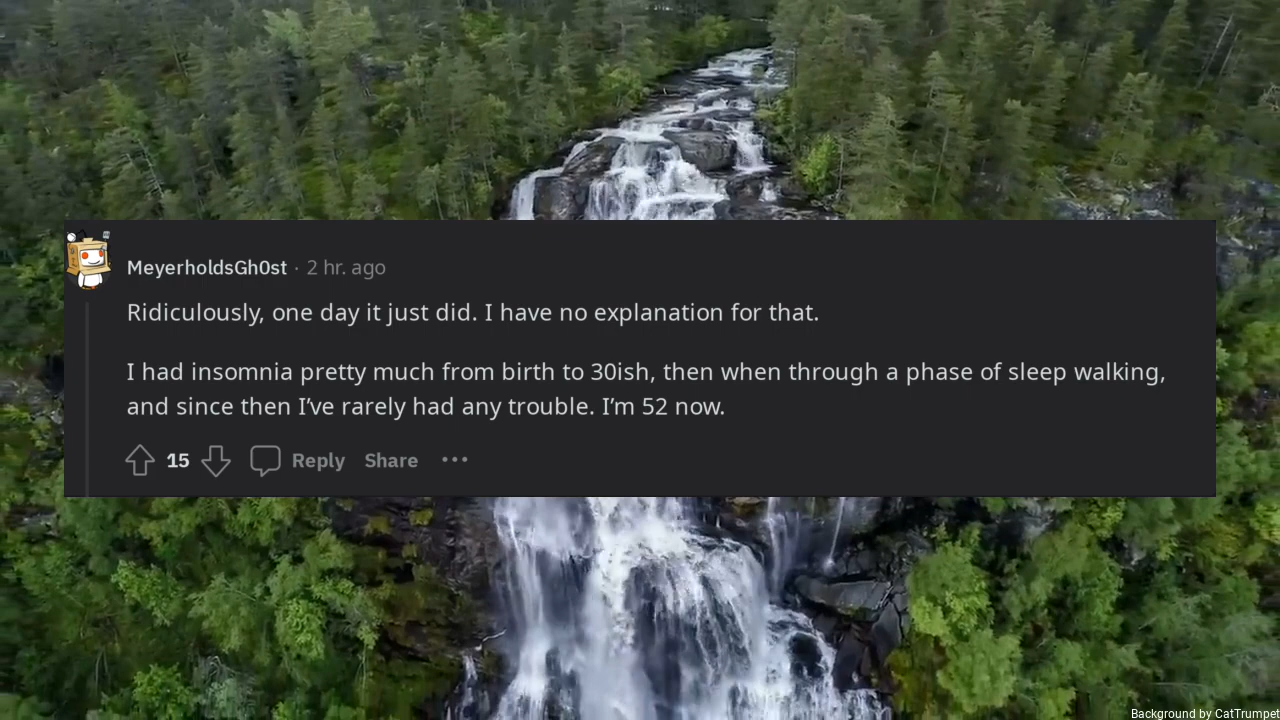 MeyerholdsGh0st · 2 hr. ago
Ridiculously, one day it just did. I have no explanation for that.
I had insomnia pretty much from birth to 30ish, then when through a phase of sleep walking,
and since then I’ve rarely had any trouble. I’m 52 now.
15 Reply Share ···
Background by CatTrumpet